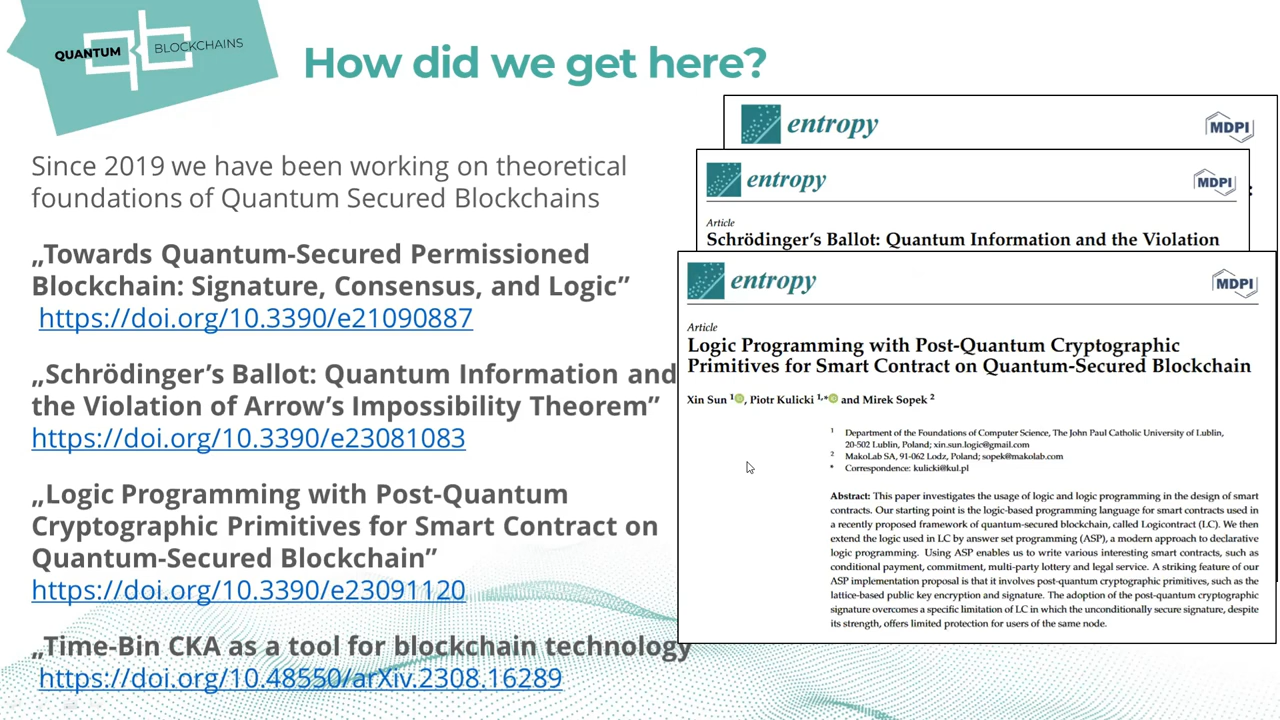 QUANTUM BLOCKCHAINS
How did we get here?
Since 2019 we have been working on theoretical
foundations of Quantum Secured Blockchains
„Towards Quantum-Secured Permissioned
Blockchain: Signature, Consensus, and Logic”
https://doi.org/10.3390/e21090887
„Schrödinger’s Ballot: Quantum Information and
the Violation of Arrow’s Impossibility Theorem”
https://doi.org/10.3390/e23081083
„Logic Programming with Post-Quantum
Cryptographic Primitives for Smart Contract on
Quantum-Secured Blockchain”
https://doi.org/10.3390/e23091120
„Time-Bin CKA as a tool for blockchain technology
https://doi.org/10.48550/arXiv.2308.16289
entropy MDPI
entropy MDPI
Article
Schrödinger’s Ballot: Quantum Information and the Violation
entropy MDPI
Article
Logic Programming with Post-Quantum Cryptographic
Primitives for Smart Contract on Quantum-Secured Blockchain
Xin Sun 1, Piotr Kulicki 1,* and Mirek Sopek 2
1 Department of the Foundations of Computer Science, The John Paul Catholic University of Lublin,
20-502 Lublin, Poland; xin.sun.logic@gmail.com
2 MakoLab SA, 91-062 Lodz, Poland; sopek@makolab.com
* Correspondence: kulicki@kul.pl
Abstract: This paper investigates the usage of logic and logic programming in the design of smart
contracts. Our starting point is the logic-based programming language for smart contracts used in
a recently proposed framework of quantum-secured blockchain, called Logicontract (LC). We then
extend the logic used in LC by answer set programming (ASP), a modern approach to declarative
logic programming. Using ASP enables us to write various interesting smart contracts, such as
conditional payment, commitment, multi-party lottery and legal service. A striking feature of our
ASP implementation proposal is that it involves post-quantum cryptographic primitives, such as the
lattice-based public key encryption and signature. The adoption of the post-quantum cryptographic
signature overcomes a specific limitation of LC in which the unconditionally secure signature, despite
its strength, offers limited protection for users of the same node.